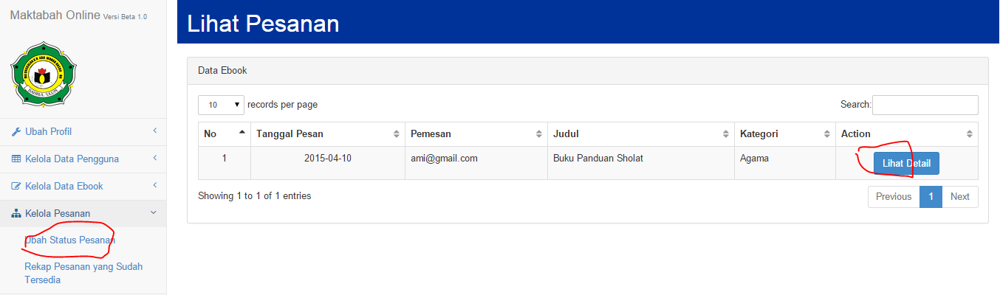 Maktabah Online Versi Beta 1.0
BAHRUL 'ULUM
Ubah Profil
Kelola Data Pengguna
Kelola Data Ebook
Kelola Pesanan
Ubah Status Pesanan
Rekap Pesanan yang Sudah
Tersedia
Lihat Pesanan
Data Ebook
10 records per page
Search:
No Tanggal Pesan Pemesan Judul Kategori Action
1 2015-04-10 ami@gmail.com Buku Panduan Sholat Agama Lihat Detail
Showing 1 to 1 of 1 entries
Previous 1 Next